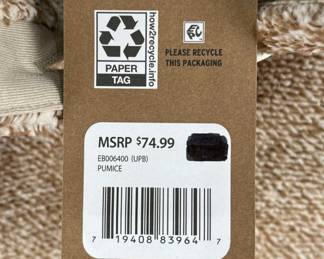 how2recycle.info
PAPER
TAG
PLEASE RECYCLE
THIS PACKAGING
MSRP $74.99
EB006400 (UPB)
PUMICE
7 19408 83964 7